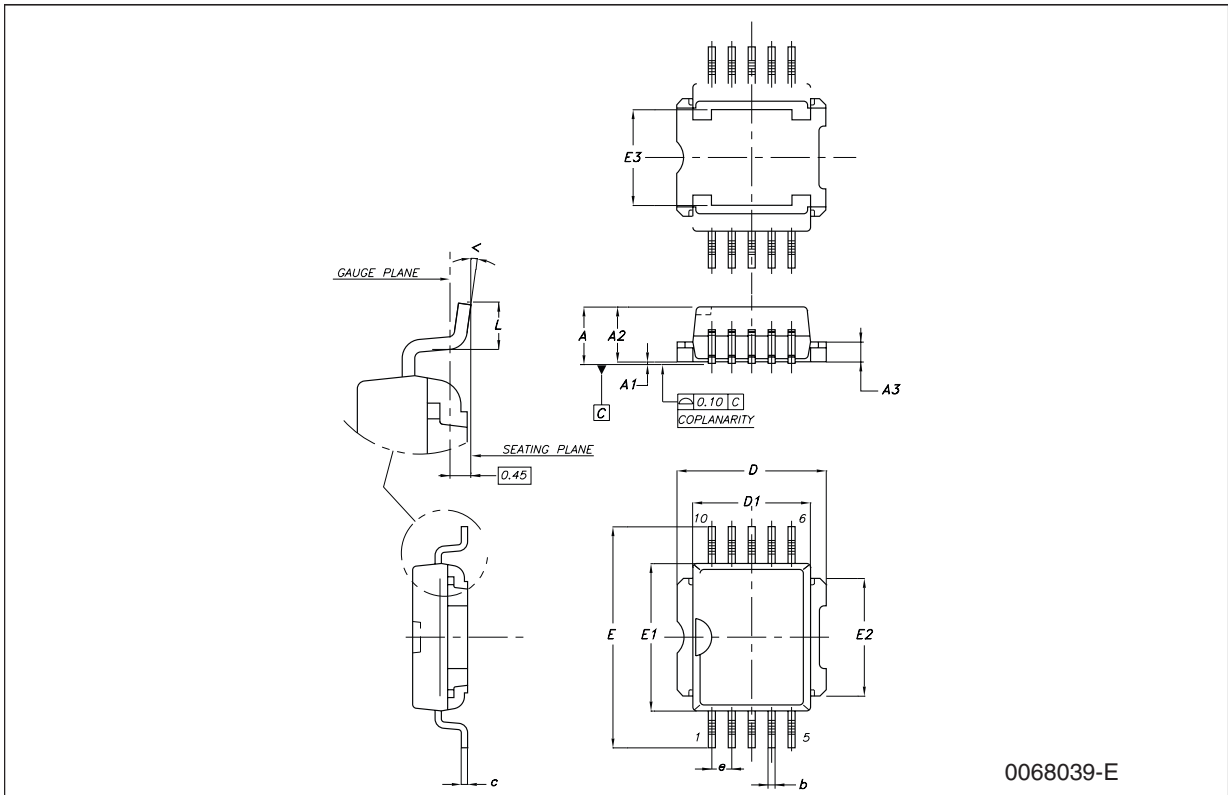 E3
<
GAUGE PLANE
L
A
A2
A1
A3
C
0.10 C
COPLANARITY
SEATING PLANE
0.45
D
D1
10
6
E
E1
E2
1
5
e
b
c
0068039-E